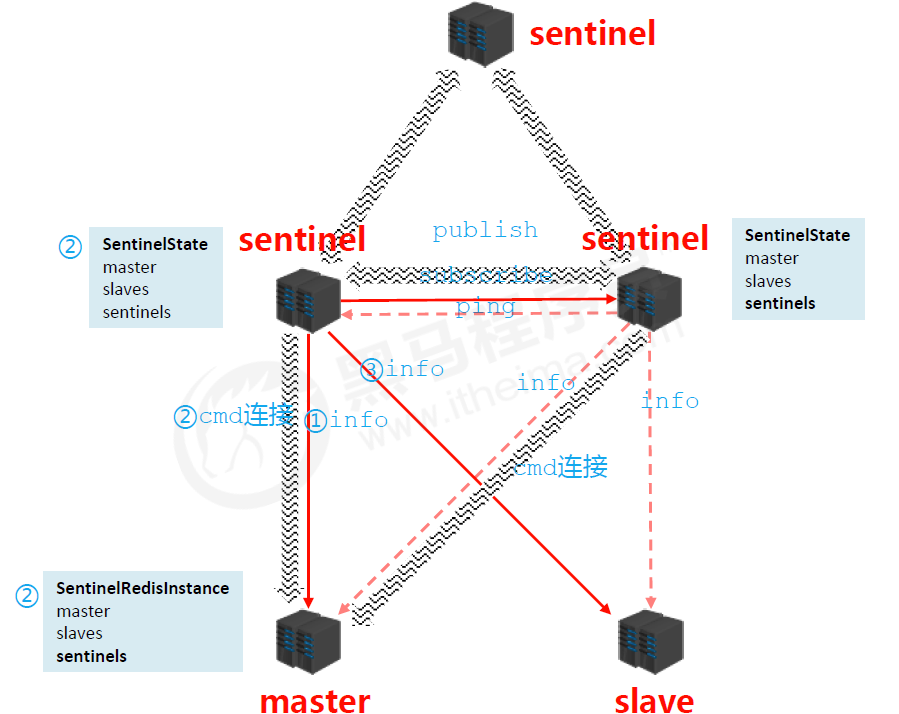 sentinel
② SentinelState
master
slaves
sentinels
sentinel
publish
subscribe
ping
sentinel
SentinelState
master
slaves
sentinels
③info
info
info
②cmd连接
①info
cmd连接
黑马程序员
www.itheima.com
② SentinelRedisInstance
master
slaves
sentinels
master
slave